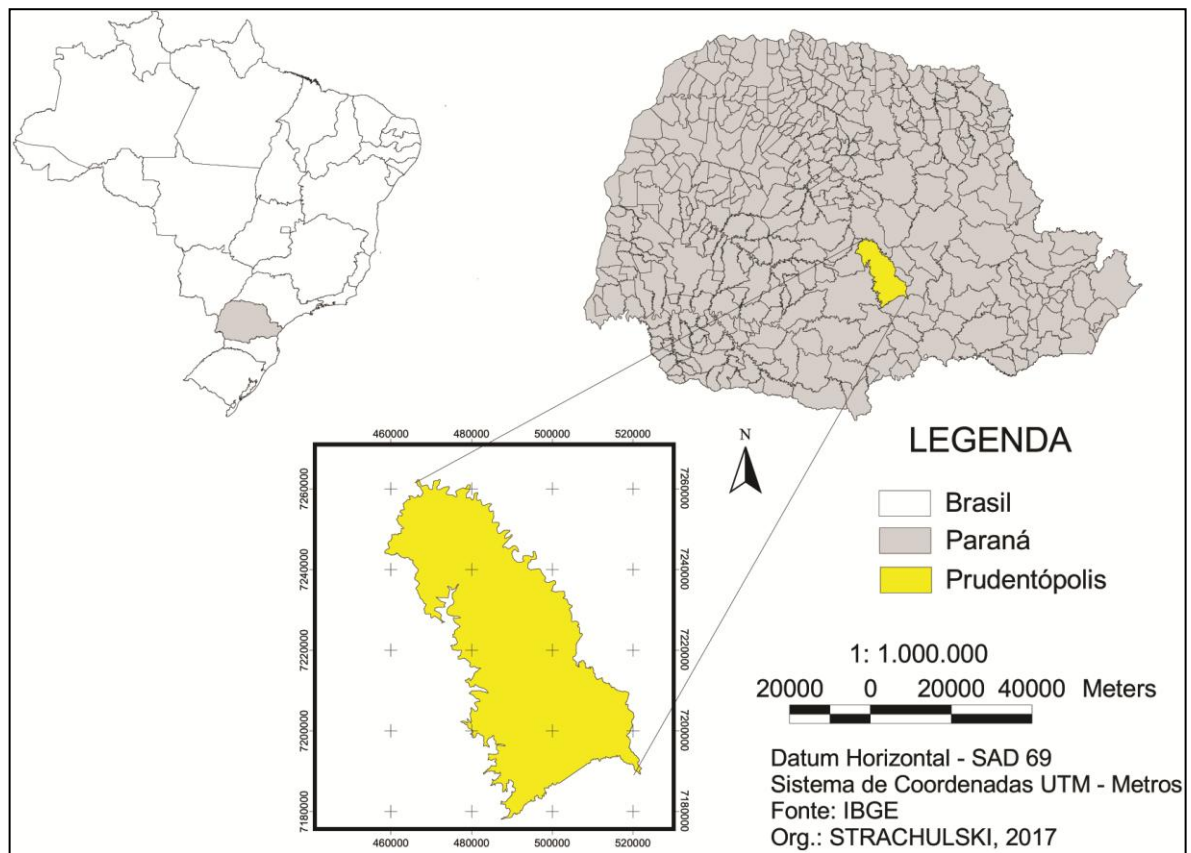 N
LEGENDA
Brasil
Paraná
Prudentópolis
1: 1.000.000
20000 0 20000 40000 Meters
Datum Horizontal - SAD 69
Sistema de Coordenadas UTM - Metros
Fonte: IBGE
Org.: STRACHULSKI, 2017
460000 480000 500000 520000
7260000 7260000
7240000 7240000
7220000 7220000
7200000 7200000
7180000 7180000
460000 480000 500000 520000